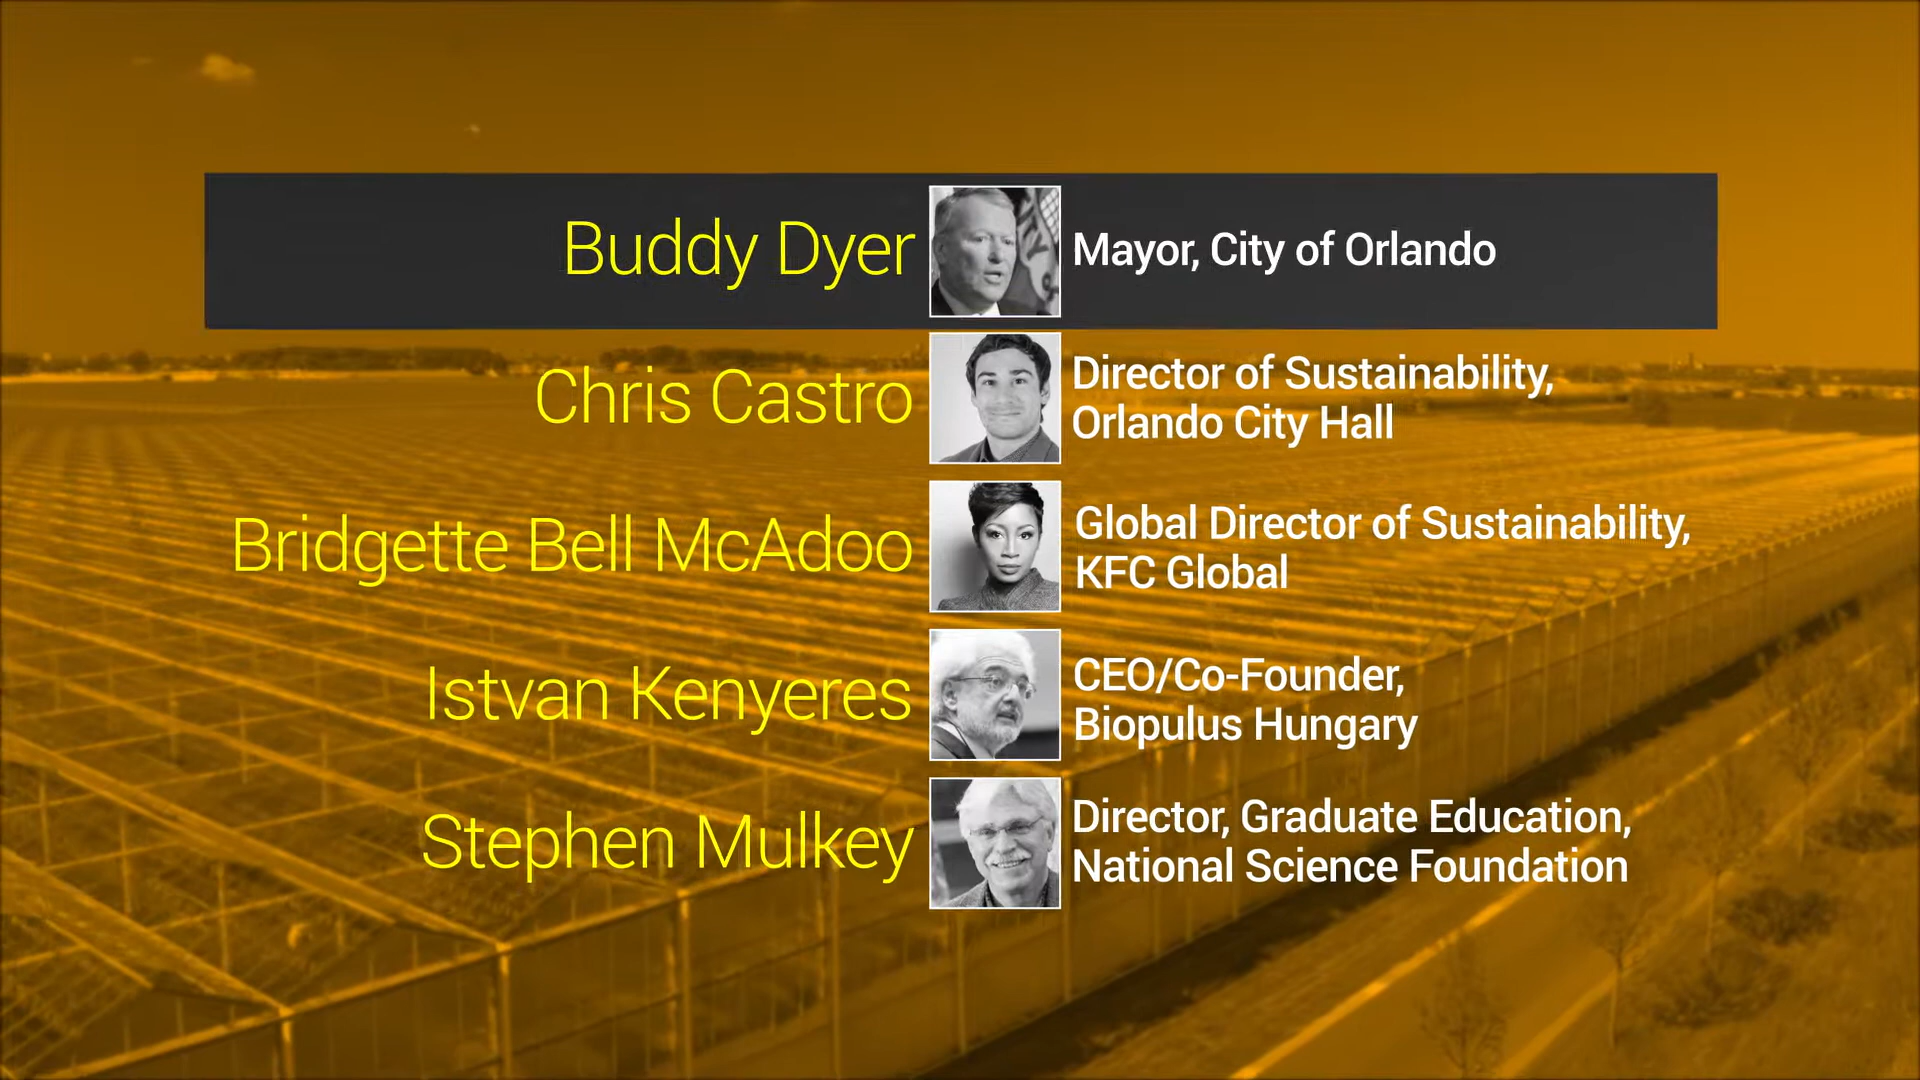 Buddy Dyer
Mayor, City of Orlando
Chris Castro
Director of Sustainability,
Orlando City Hall
Bridgette Bell McAdoo
Global Director of Sustainability,
KFC Global
Istvan Kenyeres
CEO/Co-Founder,
Biopulus Hungary
Stephen Mulkey
Director, Graduate Education,
National Science Foundation